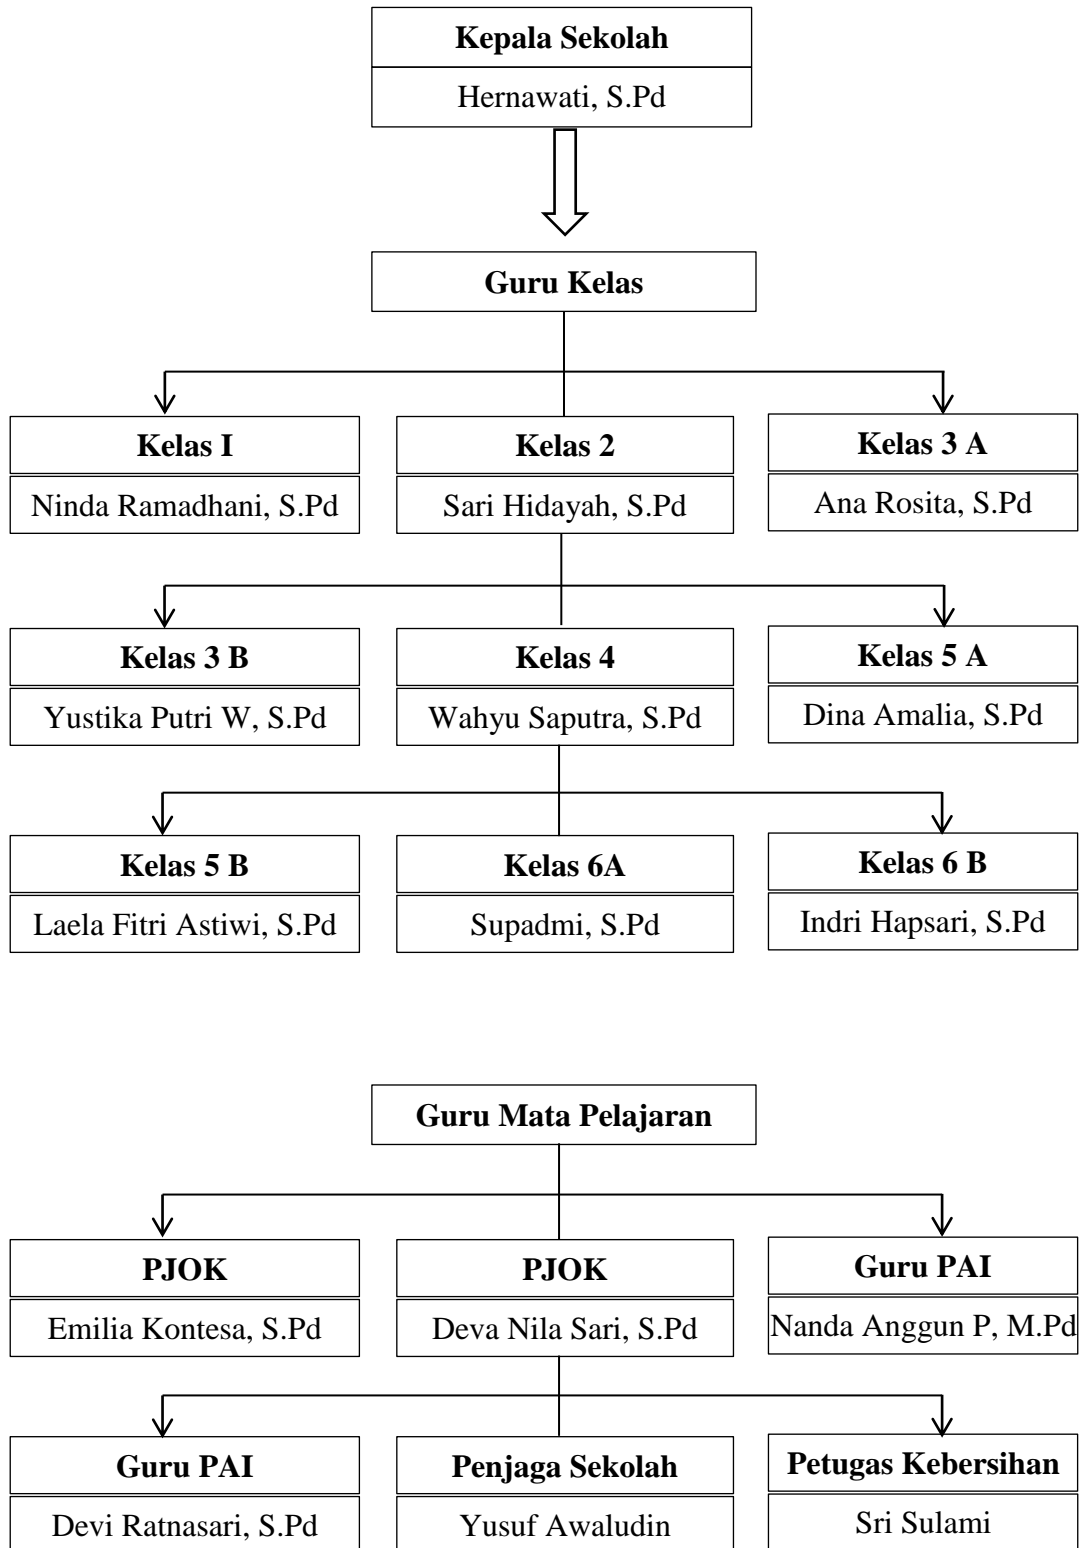 Kepala Sekolah
Hernawati, S.Pd
Guru Kelas
Kelas I
Ninda Ramadhani, S.Pd
Kelas 2
Sari Hidayah, S.Pd
Kelas 3 A
Ana Rosita, S.Pd
Kelas 3 B
Yustika Putri W, S.Pd
Kelas 4
Wahyu Saputra, S.Pd
Kelas 5 A
Dina Amalia, S.Pd
Kelas 5 B
Laela Fitri Astiwi, S.Pd
Kelas 6A
Supadmi, S.Pd
Kelas 6 B
Indri Hapsari, S.Pd
Guru Mata Pelajaran
PJOK
Emilia Kontesa, S.Pd
PJOK
Deva Nila Sari, S.Pd
Guru PAI
Nanda Anggun P, M.Pd
Guru PAI
Devi Ratnasari, S.Pd
Penjaga Sekolah
Yusuf Awaludin
Petugas Kebersihan
Sri Sulami